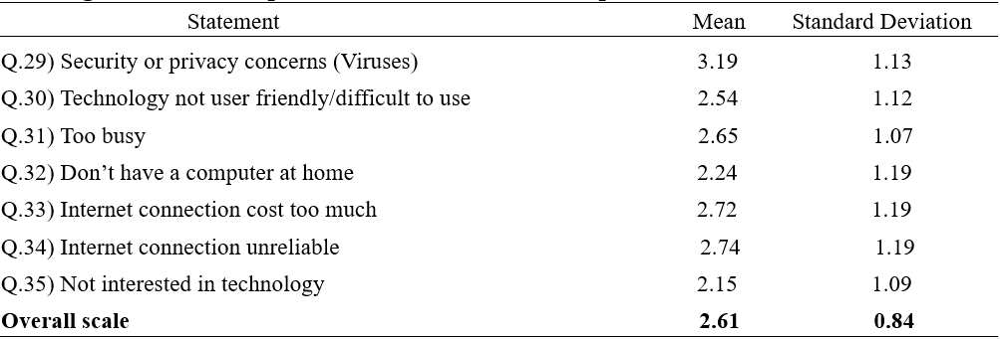 Statement Mean Standard Deviation
Q.29) Security or privacy concerns (Viruses) 3.19 1.13
Q.30) Technology not user friendly/difficult to use 2.54 1.12
Q.31) Too busy 2.65 1.07
Q.32) Don’t have a computer at home 2.24 1.19
Q.33) Internet connection cost too much 2.72 1.19
Q.34) Internet connection unreliable 2.74 1.19
Q.35) Not interested in technology 2.15 1.09
Overall scale 2.61 0.84